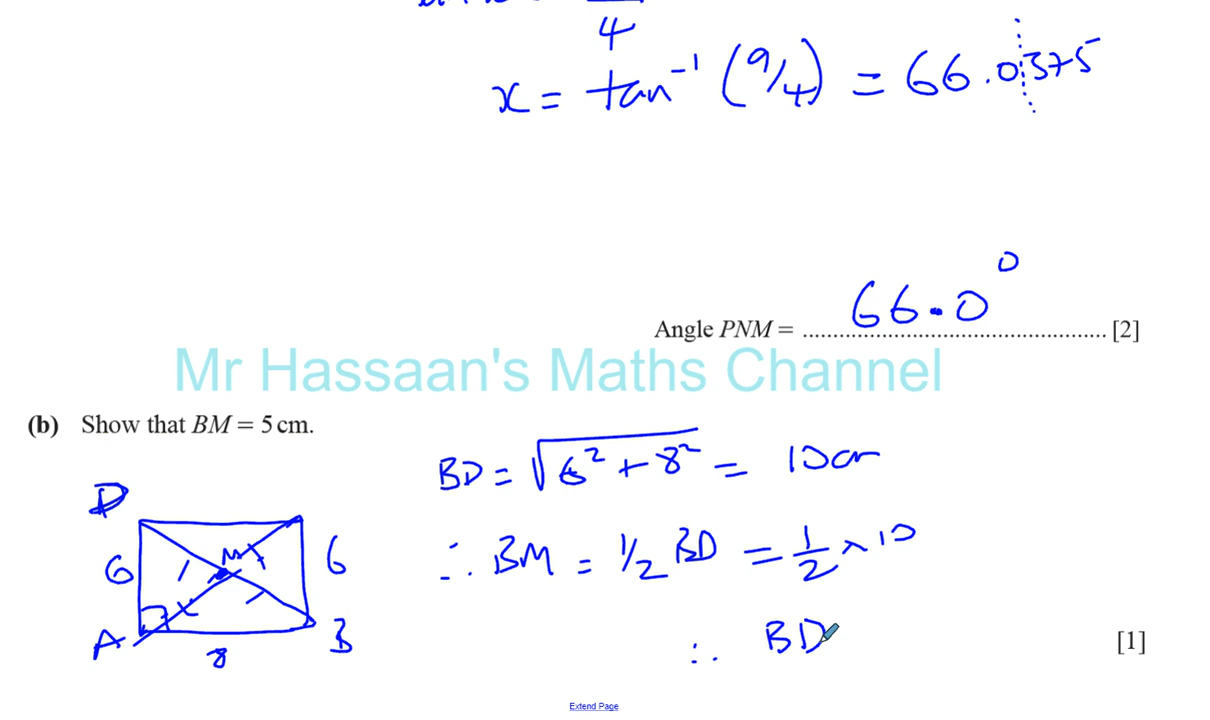 4
x = tan⁻¹ (9/4) = 66.0375
66.0°
Angle PNM = ........................................ [2]
Mr Hassaan's Maths Channel
(b) Show that BM = 5 cm.
BD = √6² + 8² = 10cm
D
6 M 6
∴ BM = ½ BD = ½ × 10
A B
8
∴ BD
[1]
Extend Page